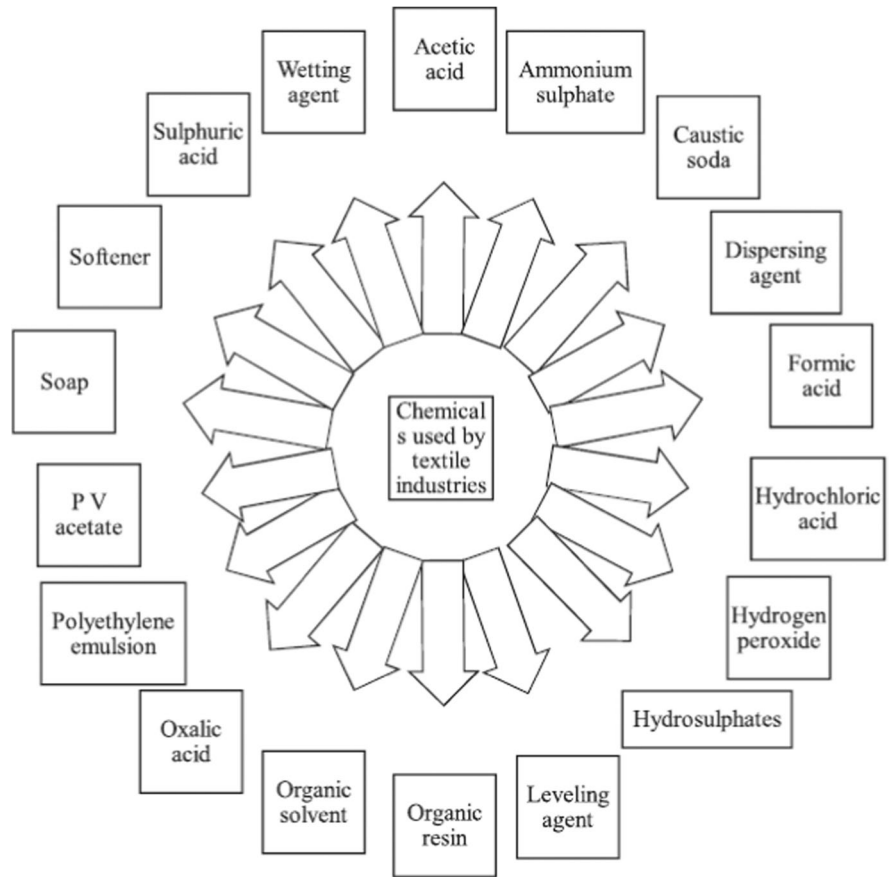 Acetic
acid
Ammonium
sulphate
Caustic
soda
Dispersing
agent
Formic
acid
Hydrochloric
acid
Hydrogen
peroxide
Hydrosulphates
Leveling
agent
Organic
resin
Organic
solvent
Oxalic
acid
Polyethylene
emulsion
P V
acetate
Soap
Softener
Sulphuric
acid
Wetting
agent
Chemical
s used by
textile
industries